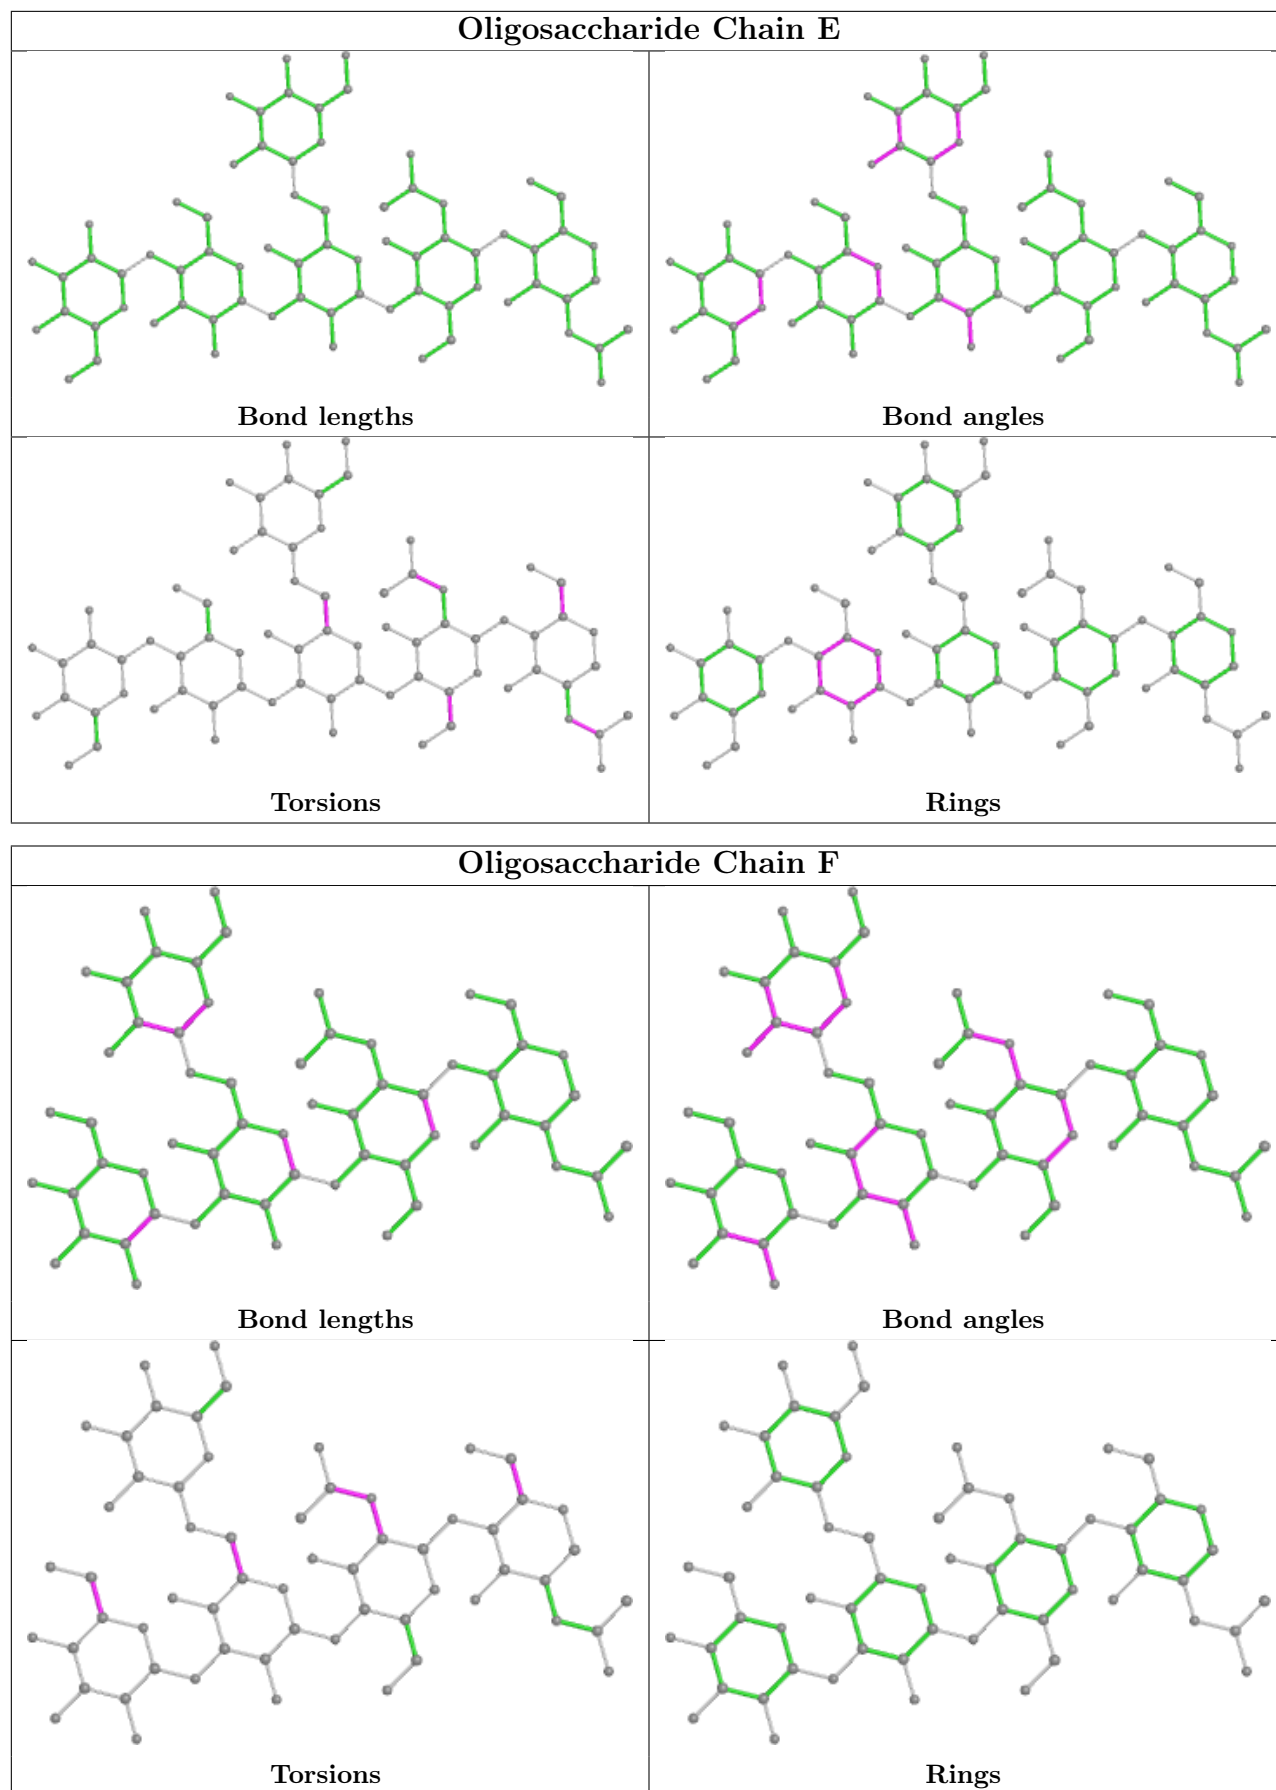 Oligosaccharide Chain E
Bond lengths
Bond angles
Torsions
Rings
Oligosaccharide Chain F
Bond lengths
Bond angles
Torsions
Rings